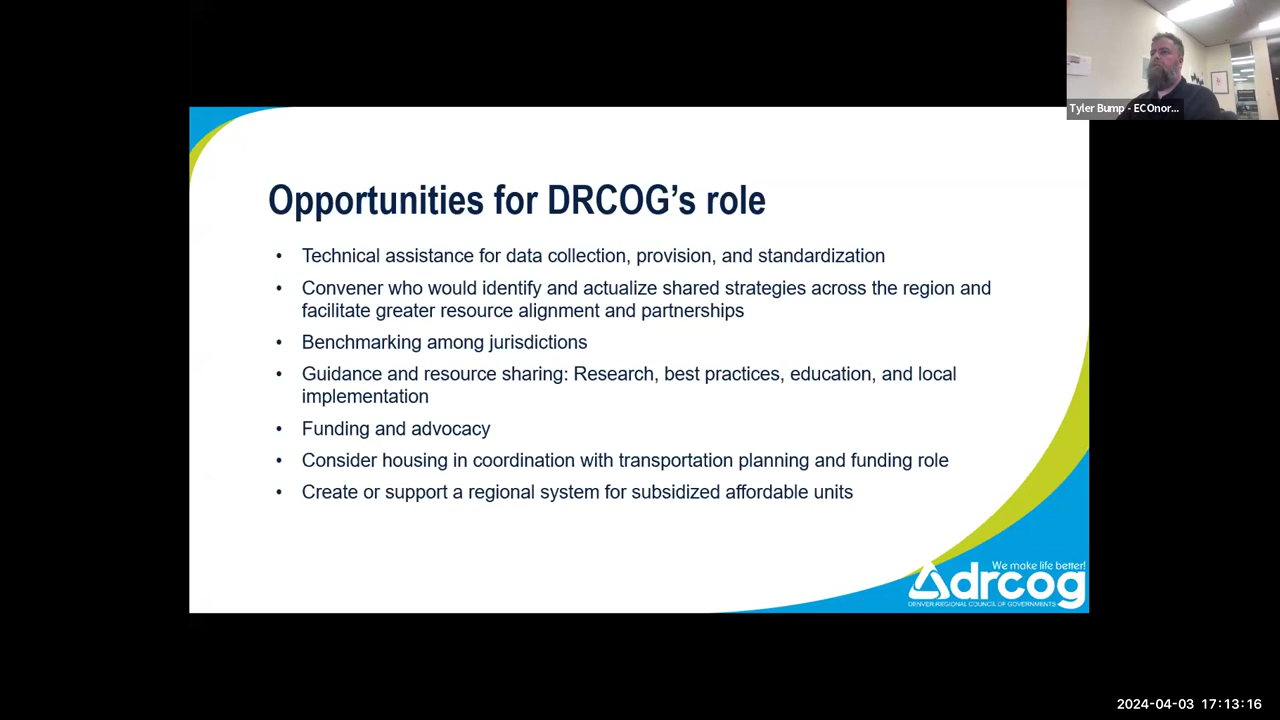 Tyler Bump - ECOnor...
Opportunities for DRCOG's role
• Technical assistance for data collection, provision, and standardization
• Convener who would identify and actualize shared strategies across the region and
facilitate greater resource alignment and partnerships
• Benchmarking among jurisdictions
• Guidance and resource sharing: Research, best practices, education, and local
implementation
• Funding and advocacy
• Consider housing in coordination with transportation planning and funding role
• Create or support a regional system for subsidized affordable units
We make life better!
drcog
DENVER REGIONAL COUNCIL OF GOVERNMENTS
2024-04-03 17:13:16